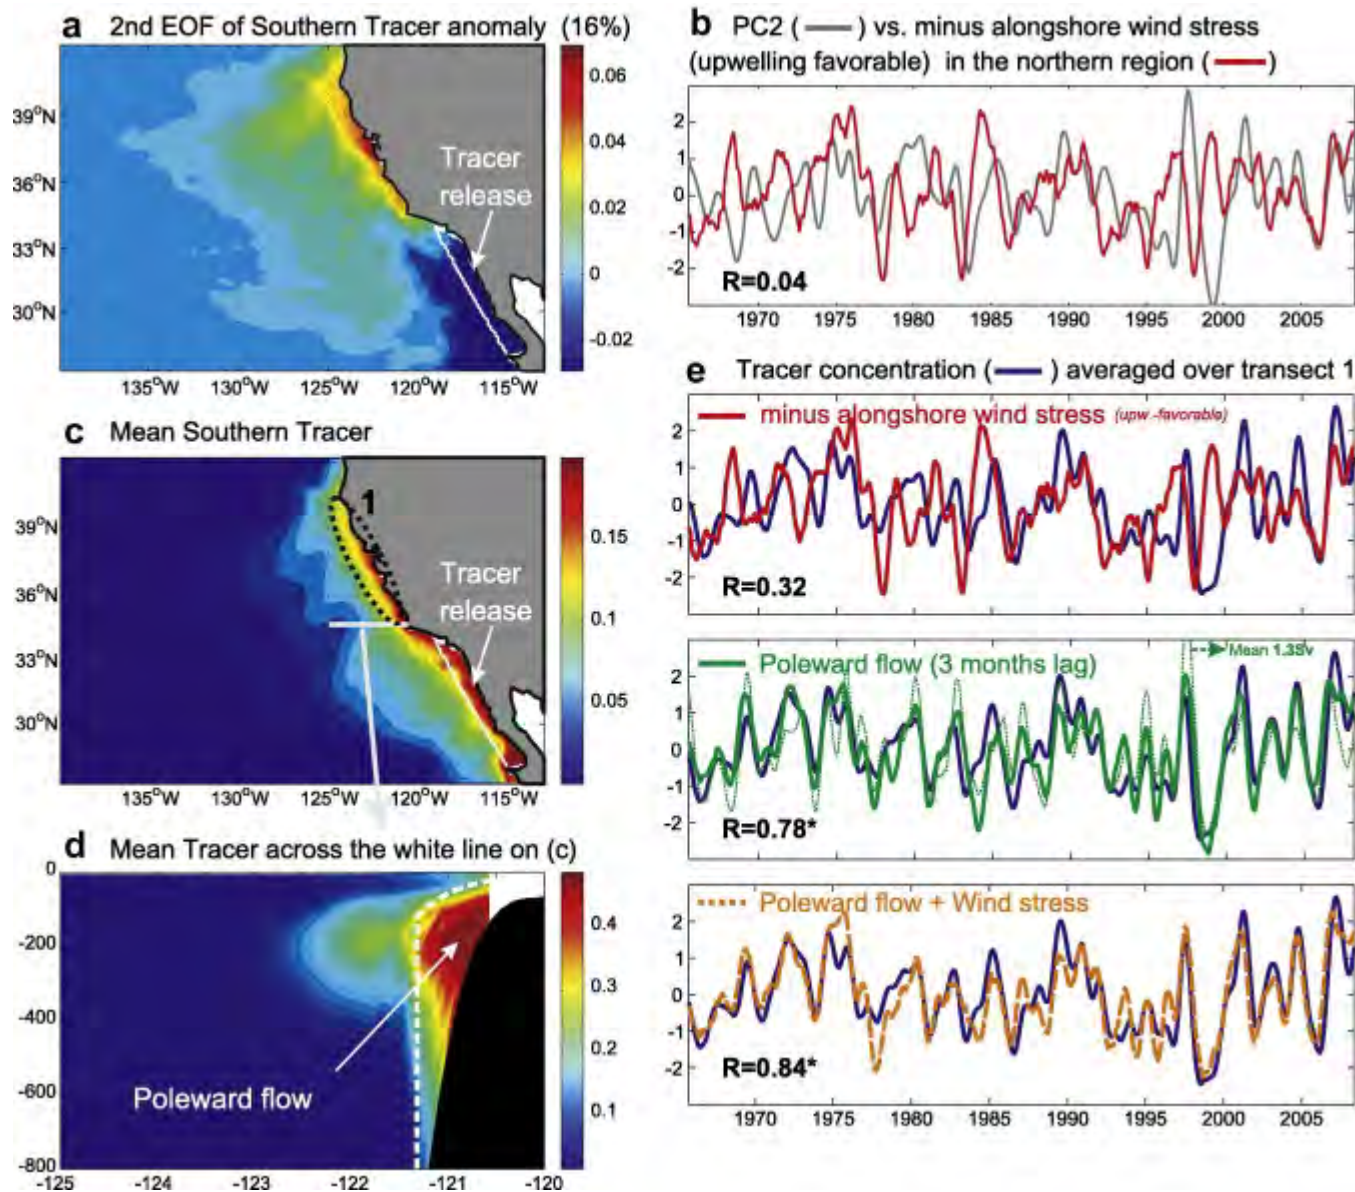 a 2nd EOF of Southern Tracer anomaly (16%)
39°N
36°N
33°N
30°N
135°W 130°W 125°W 120°W 115°W
Tracer
release
0.06
0.04
0.02
0
-0.02
b PC2 ( ) vs. minus alongshore wind stress
(upwelling favorable) in the northern region ( )
2
1
0
-1
-2
R=0.04
1970 1975 1980 1985 1990 1995 2000 2005
c Mean Southern Tracer
39°N
36°N
33°N
30°N
135°W 130°W 125°W 120°W 115°W
1
Tracer
release
0.15
0.1
0.05
d Mean Tracer across the white line on (c)
0
-200
-400
-600
-800
-125 -124 -123 -122 -121 -120
Poleward flow
0.4
0.3
0.2
0.1
e Tracer concentration ( ) averaged over transect 1
minus alongshore wind stress (upw.-favorable)
2
1
0
-1
-2
R=0.32
Poleward flow (3 months lag)
Mean 1.3Sv
2
1
0
-1
-2
R=0.78*
Poleward flow + Wind stress
2
1
0
-1
-2
R=0.84*
1970 1975 1980 1985 1990 1995 2000 2005